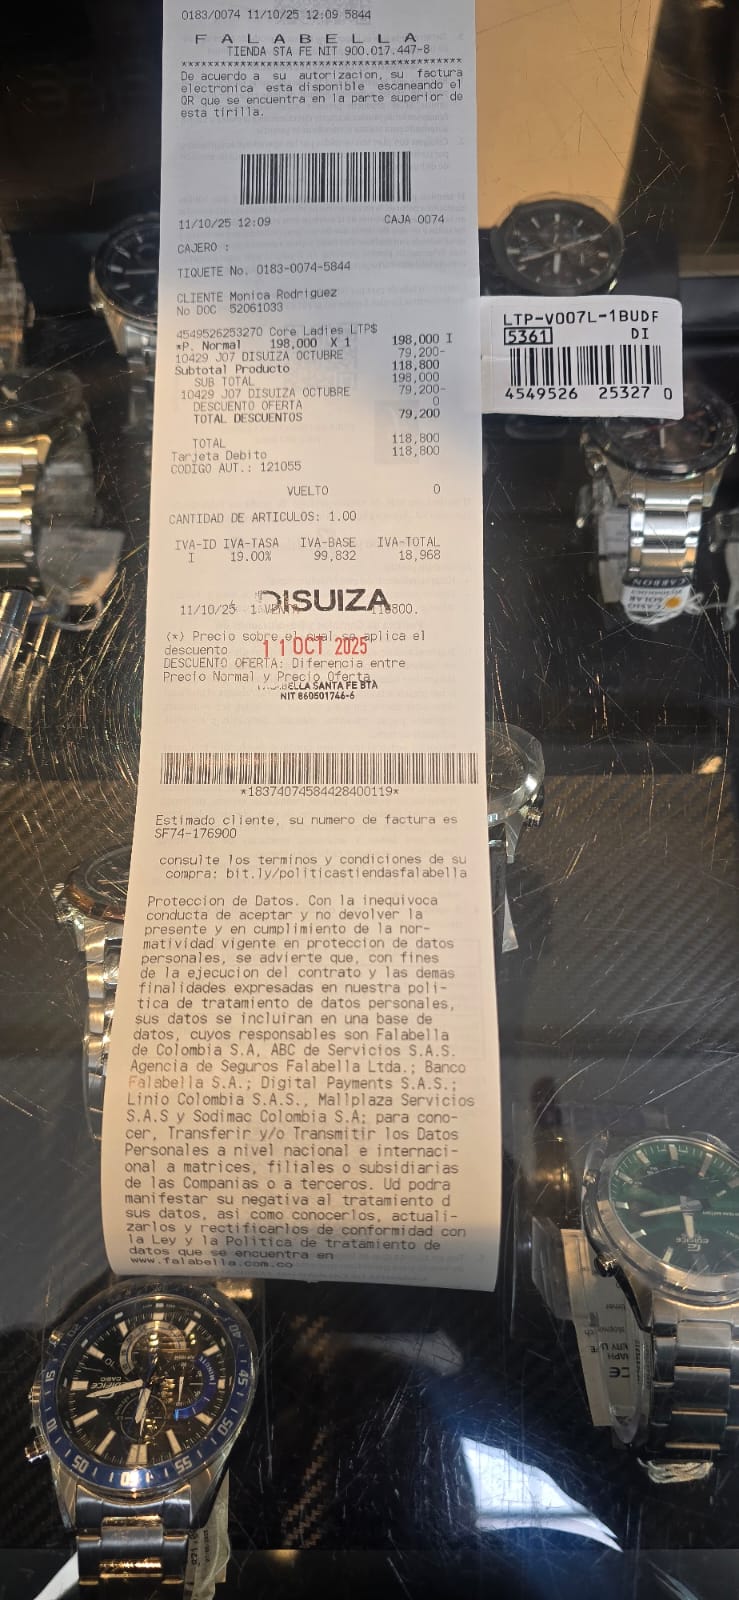 0183/0074 11/10/25 12:09 5844
FALABELLA
TIENDA STA FE NIT 900.017.447-8
****************************************
De acuerdo a su autorizacion, su factura
electronica esta disponible escaneando el
QR que se encuentra en la parte superior de
esta tirilla.
11/10/25 12:09 CAJA 0074
CAJERO :
TIQUETE No. 0183-0074-5844
CLIENTE Monica Rodriguez
No DOC 52061033
4549526253270 Core Ladies LTP$
*P. Normal 198,000 X 1 198,000 I
10429 J07 DISUIZA OCTUBRE 79,200-
Subtotal Producto 118,800
SUB TOTAL 198,000
10429 J07 DISUIZA OCTUBRE 79,200-
DESCUENTO OFERTA 0
TOTAL DESCUENTOS 79,200
TOTAL 118,800
Tarjeta Debito 118,800
CODIGO AUT.: 121055
VUELTO 0
CANTIDAD DE ARTICULOS: 1.00
IVA-ID IVA-TASA IVA-BASE IVA-TOTAL
I 19.00% 99,832 18,968
DISUIZA
11/10/25 1 VENTA 118800.
(*) Precio sobre el cual se aplica el
descuento
11 OCT 2025
DESCUENTO OFERTA: Diferencia entre
Precio Normal y Precio Oferta.
SANTA FE BTA
NIT 860501746-6
*18374074584428400119*
Estimado cliente, su numero de factura es
SF74-176900
consulte los terminos y condiciones de su
compra: bit.ly/politicastiendasfalabella
Proteccion de Datos. Con la inequivoca
conducta de aceptar y no devolver la
presente y en cumplimiento de la nor-
matividad vigente en proteccion de datos
personales, se advierte que, con fines
de la ejecucion del contrato y las demas
finalidades expresadas en nuestra poli-
tica de tratamiento de datos personales,
sus datos se incluiran en una base de
datos, cuyos responsables son Falabella
de Colombia S.A, ABC de Servicios S.A.S.
Agencia de Seguros Falabella Ltda.; Banco
Falabella S.A.; Digital Payments S.A.S.;
Linio Colombia S.A.S., Mallplaza Servicios
S.A.S y Sodimac Colombia S.A; para cono-
cer, Transferir y/o Transmitir los Datos
Personales a nivel nacional e internaci-
onal a matrices, filiales o subsidiarias
de las Companias o a terceros. Ud podra
manifestar su negativa al tratamiento d
sus datos, asi como conocerlos, actuali-
zarlos y rectificarlos de conformidad con
la Ley y la Politica de tratamiento de
datos que se encuentra en
www.falabella.com.co
LTP-V007L-1BUDF
5361 DI
4549526 25327 0
CARBON
CASIO
SOLAR
EDIFICE
EDIFICE
CASIO